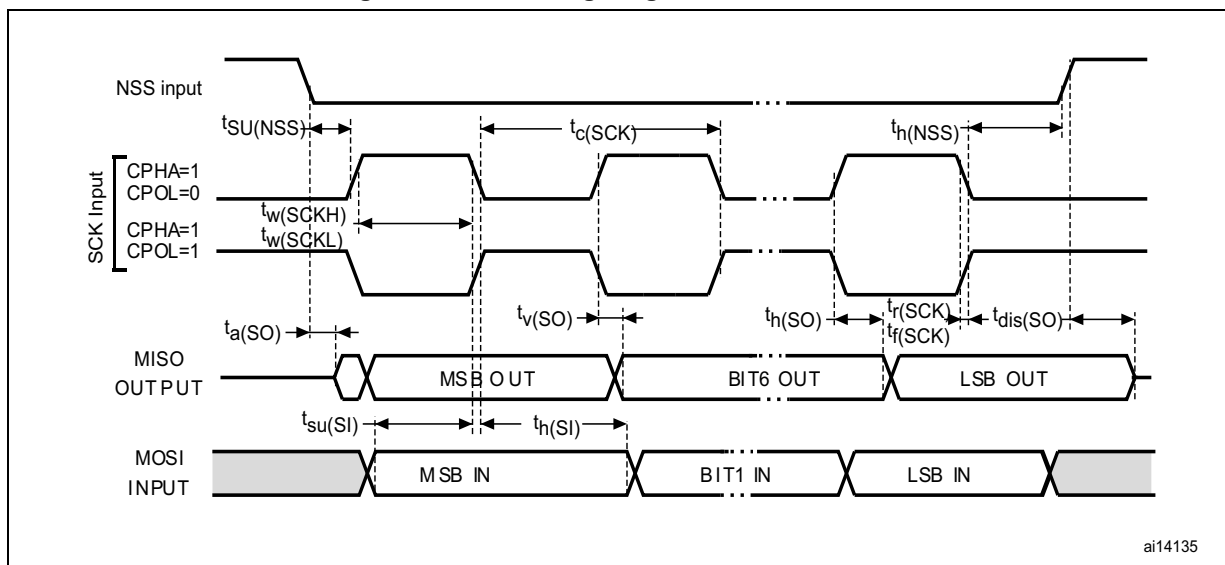 NSS input
tSU(NSS)
tc(SCK)
th(NSS)
SCK Input
CPHA=1
CPOL=0
tw(SCKH)
tw(SCKL)
CPHA=1
CPOL=1
ta(SO)
tv(SO)
th(SO)
tr(SCK)
tf(SCK)
tdis(SO)
MISO
OUTPUT
MSB OUT
BIT6 OUT
LSB OUT
tsu(SI)
th(SI)
MOSI
INPUT
MSB IN
BIT1 IN
LSB IN
ai14135